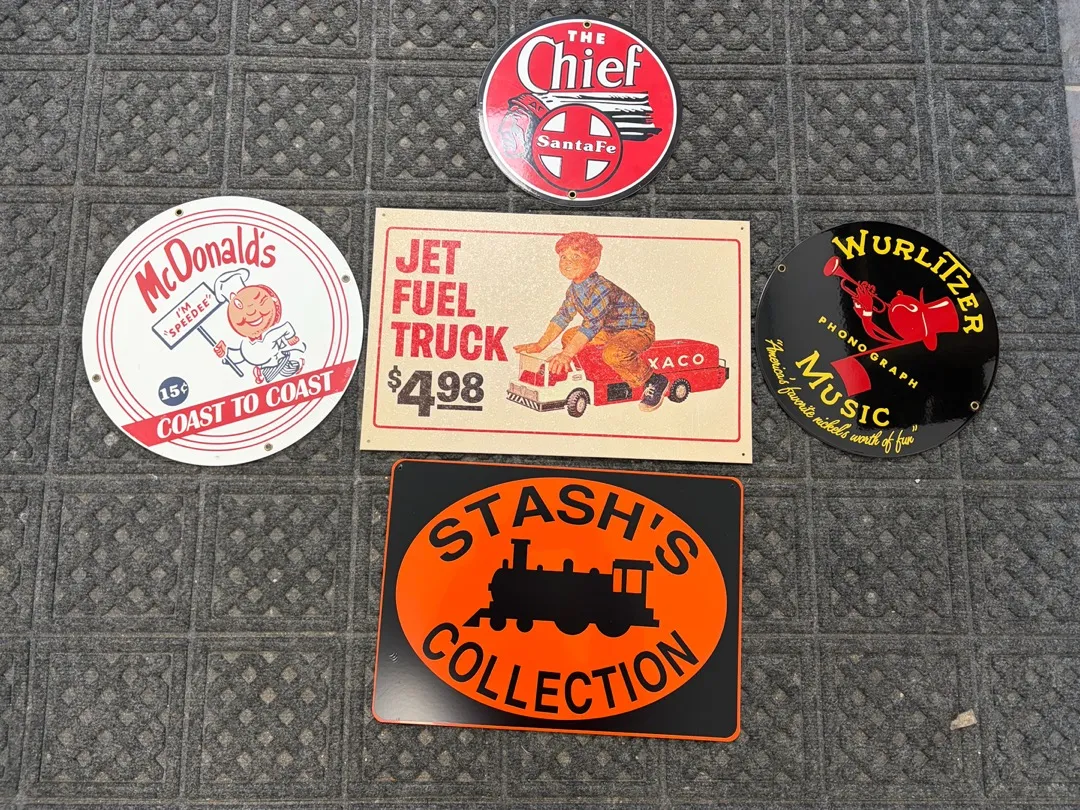 THE
Chief
SantaFe
McDonald's
I'M
"SPEEDEE"
15¢
COAST TO COAST
JET
FUEL
TRUCK
$4.98
XACO
WURLITZER
PHONOGRAPH
MUSIC
"America's favorite nickels worth of fun"
STASH'S
COLLECTION